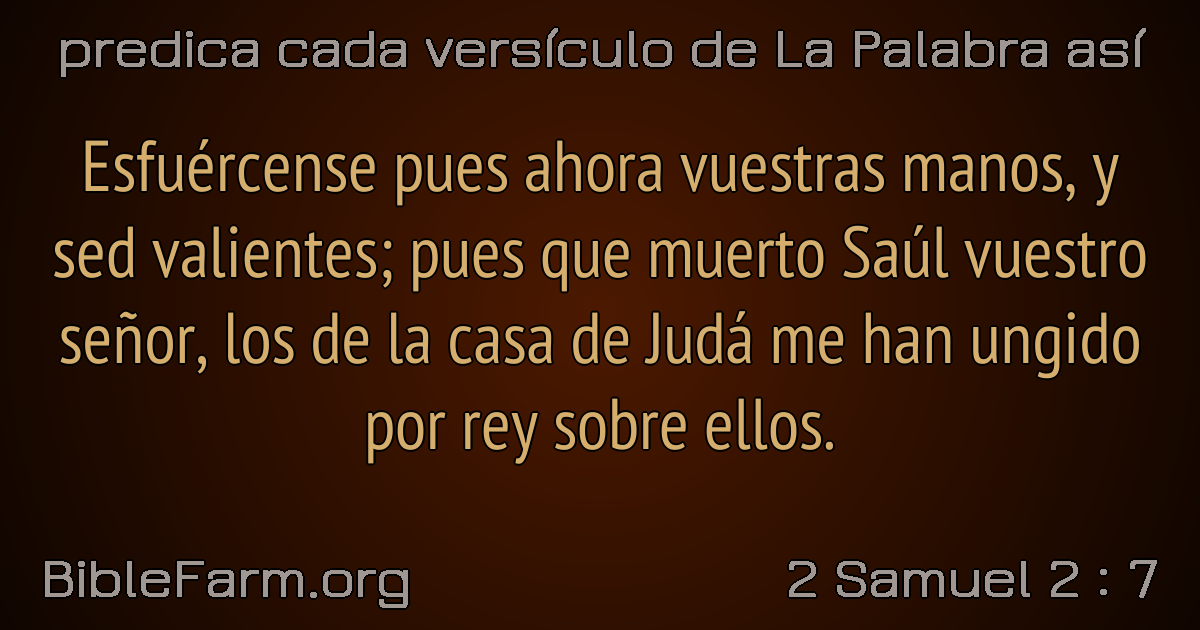 predica cada versículo de La Palabra así
Esfuércense pues ahora vuestras manos, y
sed valientes; pues que muerto Saúl vuestro
señor, los de la casa de Judá me han ungido
por rey sobre ellos.
BibleFarm.org
2 Samuel 2 : 7